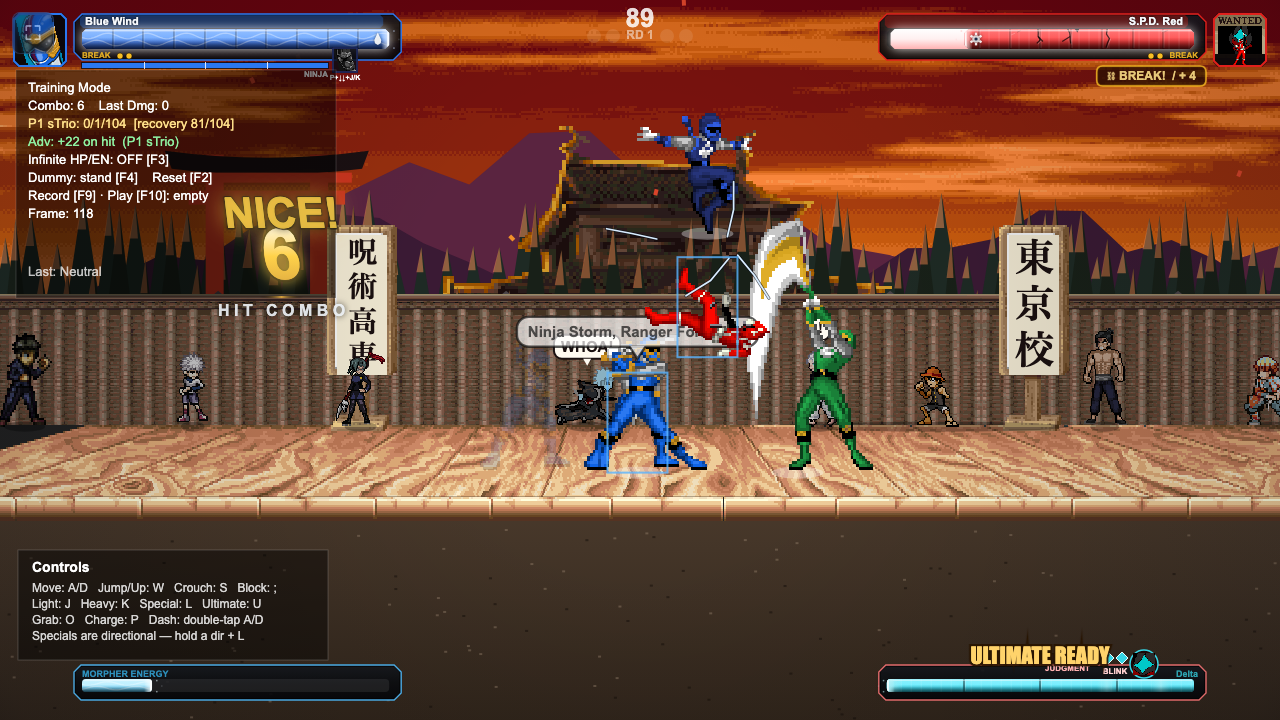 Blue Wind
89
RD 1
S.P.D. Red
WANTED
BREAK
NINJA
BREAK
BREAK! / + 4
Training Mode
Combo: 6 Last Dmg: 0
P1 sTrio: 0/1/104 [recovery 81/104]
Adv: +22 on hit (P1 sTrio)
Infinite HP/EN: OFF [F3]
Dummy: stand [F4] Reset [F2]
Record [F9] · Play [F10]: empty
Frame: 118
Last: Neutral
NICE!
6
HIT COMBO
呪術高専
東京校
Ninja Storm, Ranger
WHOA!
Controls
Move: A/D Jump/Up: W Crouch: S Block: ;
Light: J Heavy: K Special: L Ultimate: U
Grab: O Charge: P Dash: double-tap A/D
Specials are directional — hold a dir + L
MORPHER ENERGY
ULTIMATE READY
JUDGMENT
BLINK
Delta